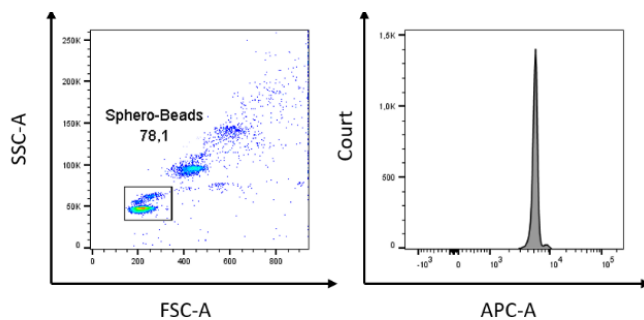 250K
200K
150K
100K
50K
0
Sphero-Beads
78,1
SSC-A
0 200 400 600 800
FSC-A
1,5K
1,0K
500
0
Court
-10³ 0 10³ 10⁴ 10⁵
APC-A